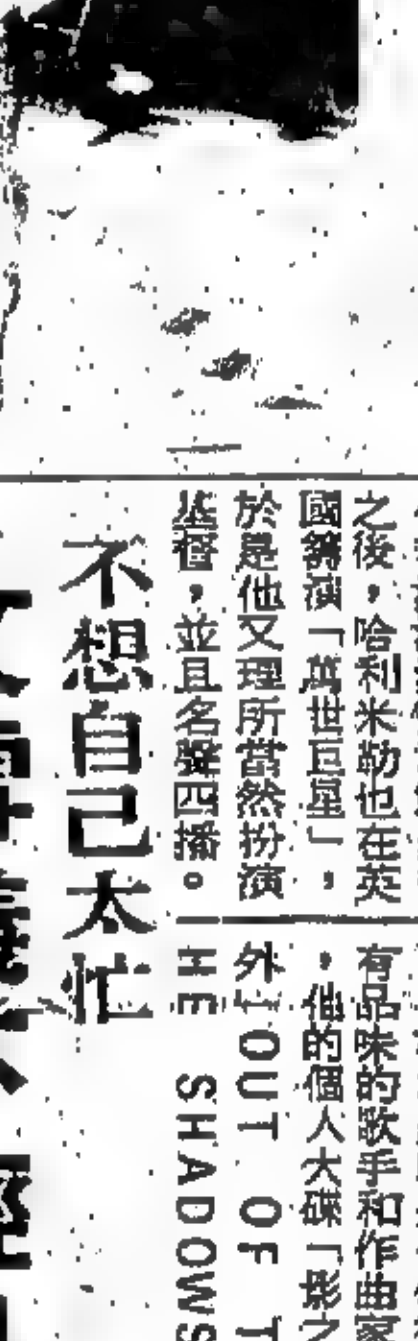 之後，哈利米勒也在英
國籌演「萬世巨星」，
於是他又理所當然扮演
基督，並且名聲四播。
有品味的歌手和作曲家
，他的個人大碟「影之
外」OUT OF T
HE SHADOWS
不想自己太忙